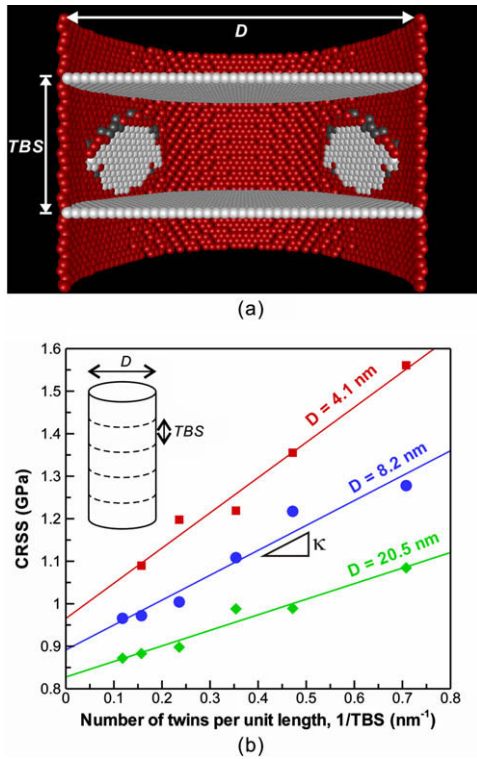 D
TBS
(a)
1.6
1.5
1.4
1.3
1.2
1.1
1
0.9
0.8
CRSS (GPa)
D
TBS
D = 4.1 nm
D = 8.2 nm
κ
D = 20.5 nm
0 0.1 0.2 0.3 0.4 0.5 0.6 0.7 0.8
Number of twins per unit length, 1/TBS (nm⁻¹)
(b)